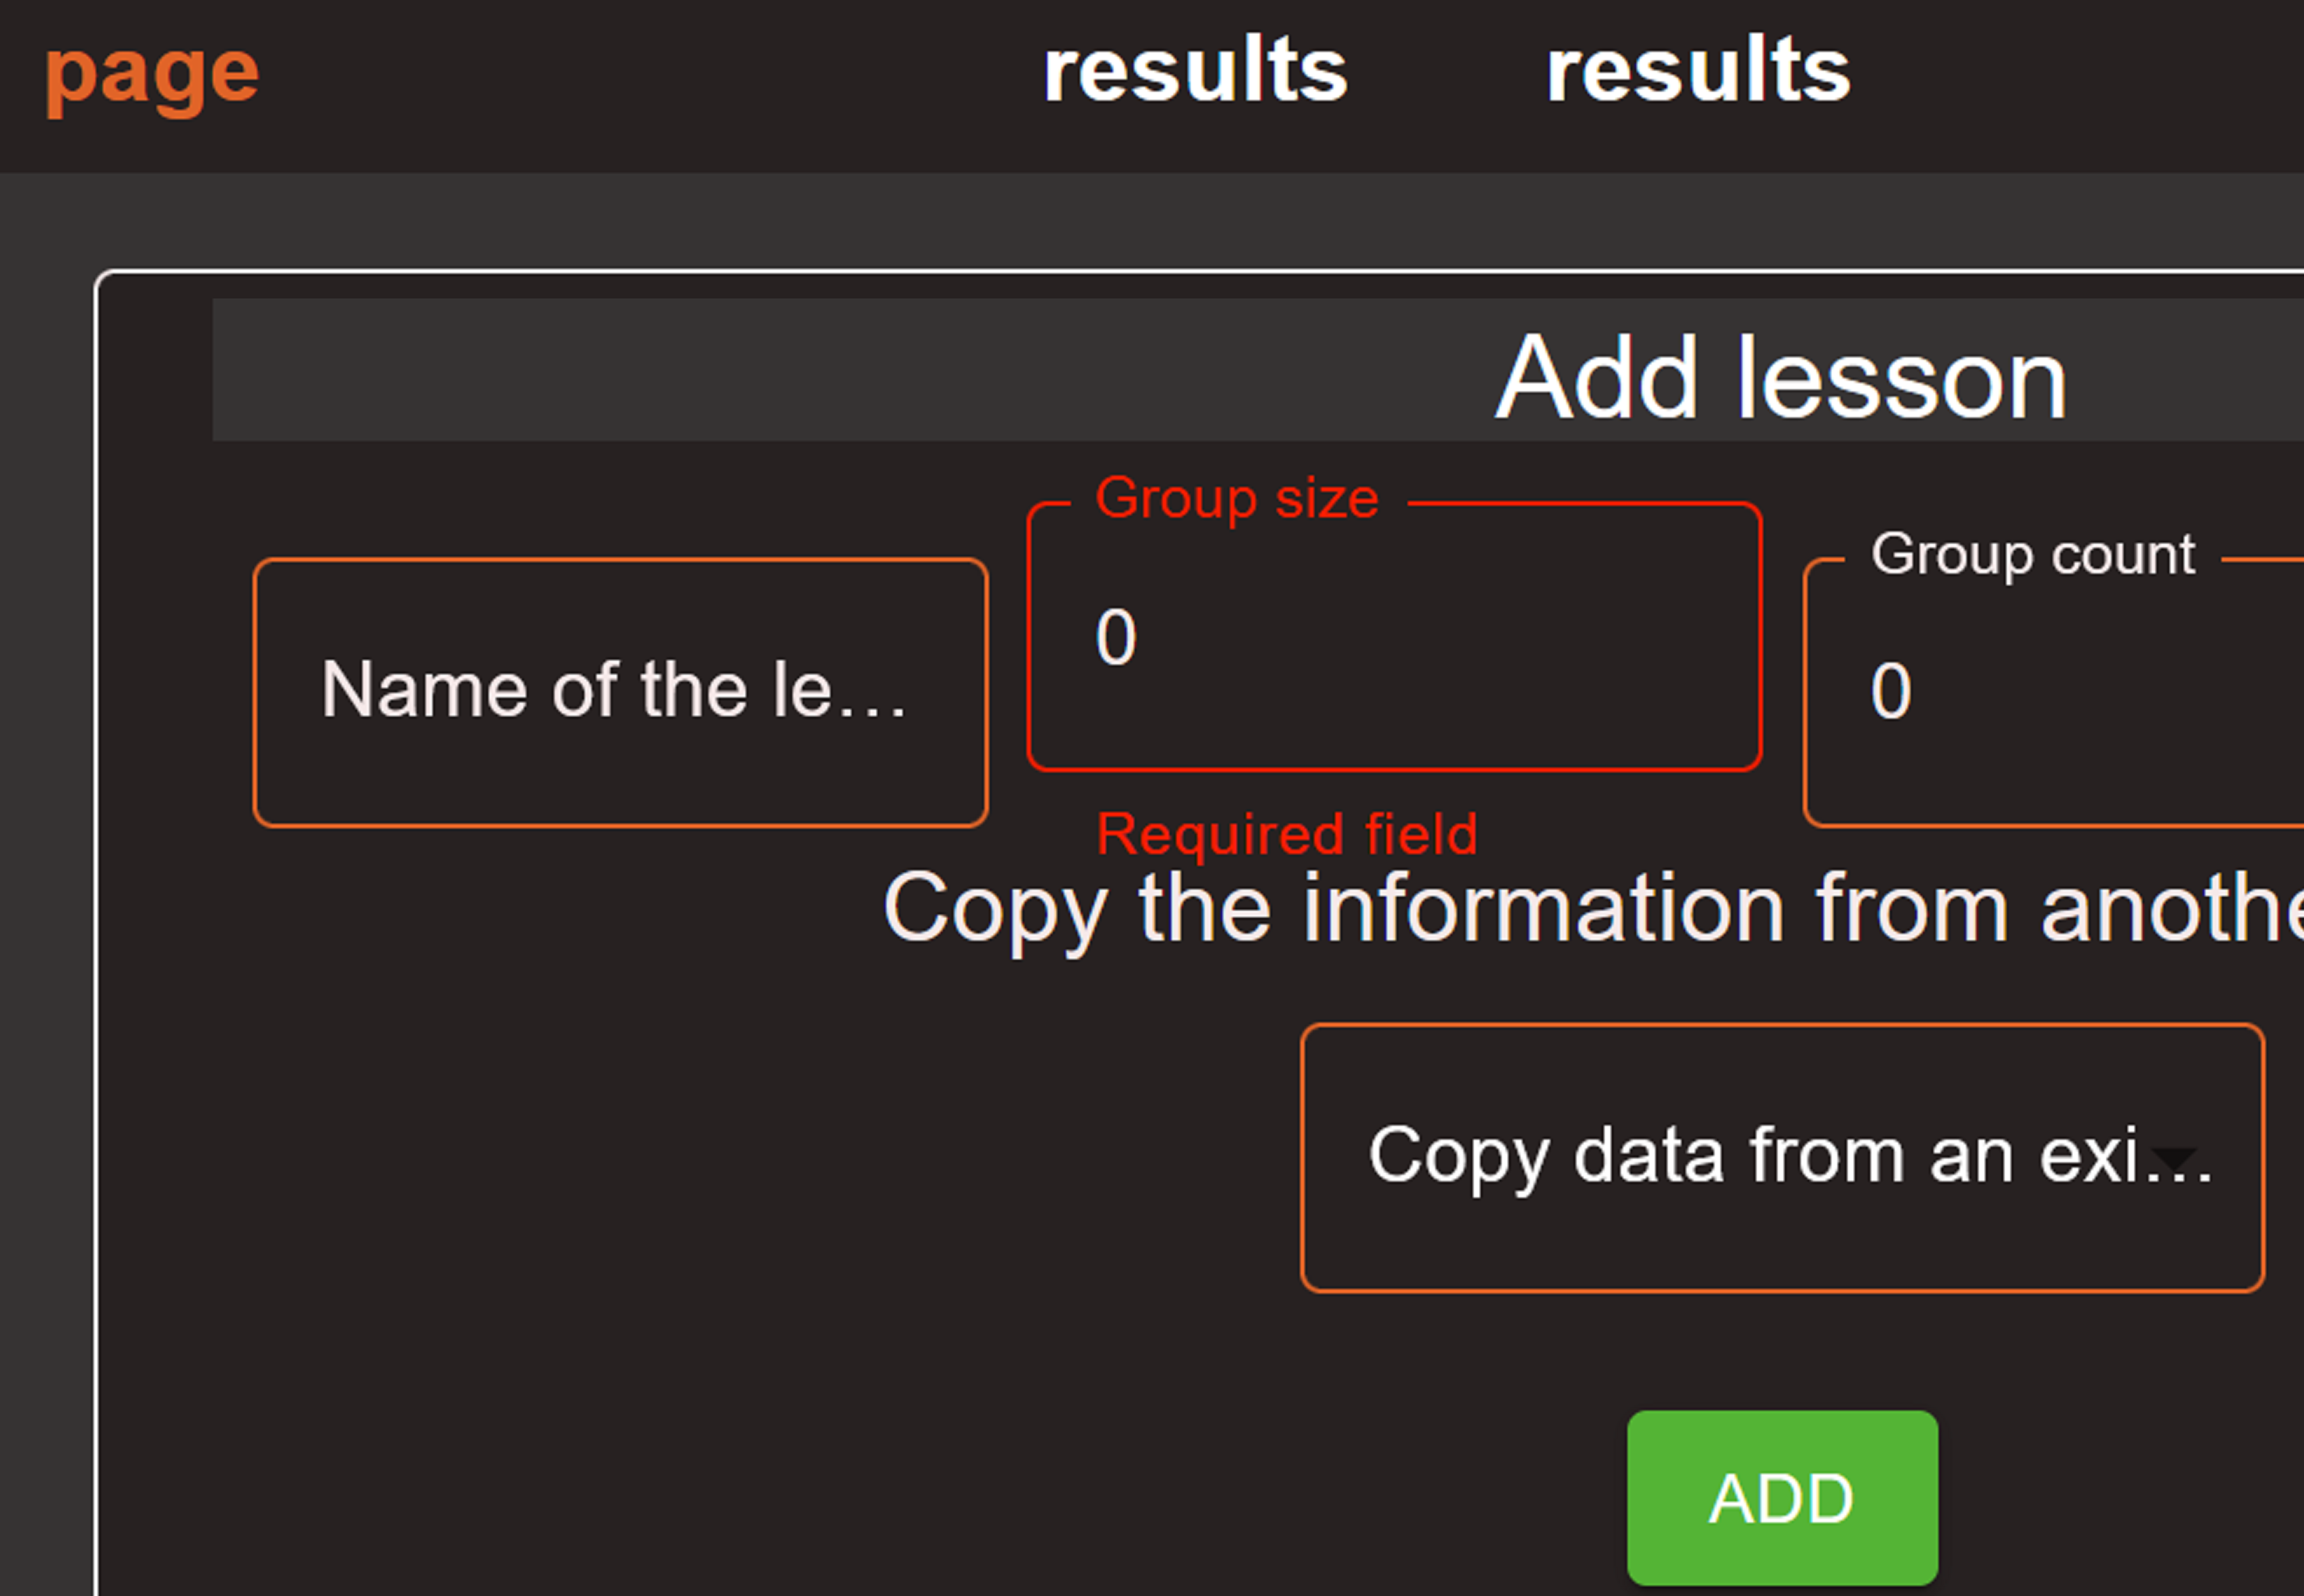 page
results
results
Add lesson
Group size
Group count
0
Name of the le...
0
Required field
Copy the information from
Copy data from an exi...
ADD